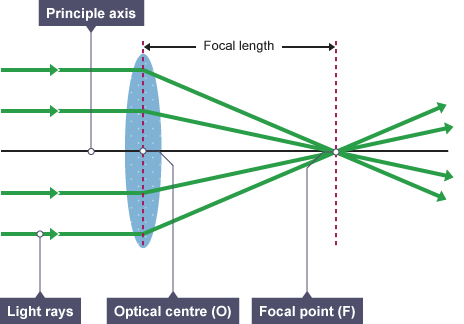 Principle axis
Focal length
Light rays
Optical centre (O)
Focal point (F)